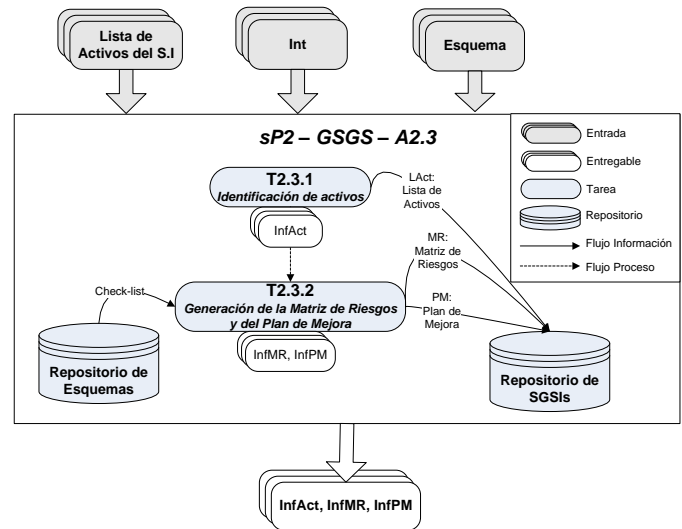 Lista de
Activos del S.I
Int
Esquema
sP2 – GSGS – A2.3
Entrada
Entregable
Tarea
Repositorio
Flujo Información
Flujo Proceso
T2.3.1
Identificación de activos
InfAct
LAct:
Lista de
Activos
MR:
Matriz de
Riesgos
Check-list
T2.3.2
Generación de la Matriz de Riesgos
y del Plan de Mejora
InfMR, InfPM
PM:
Plan de
Mejora
Repositorio de
Esquemas
Repositorio de
SGSIs
InfAct, InfMR, InfPM